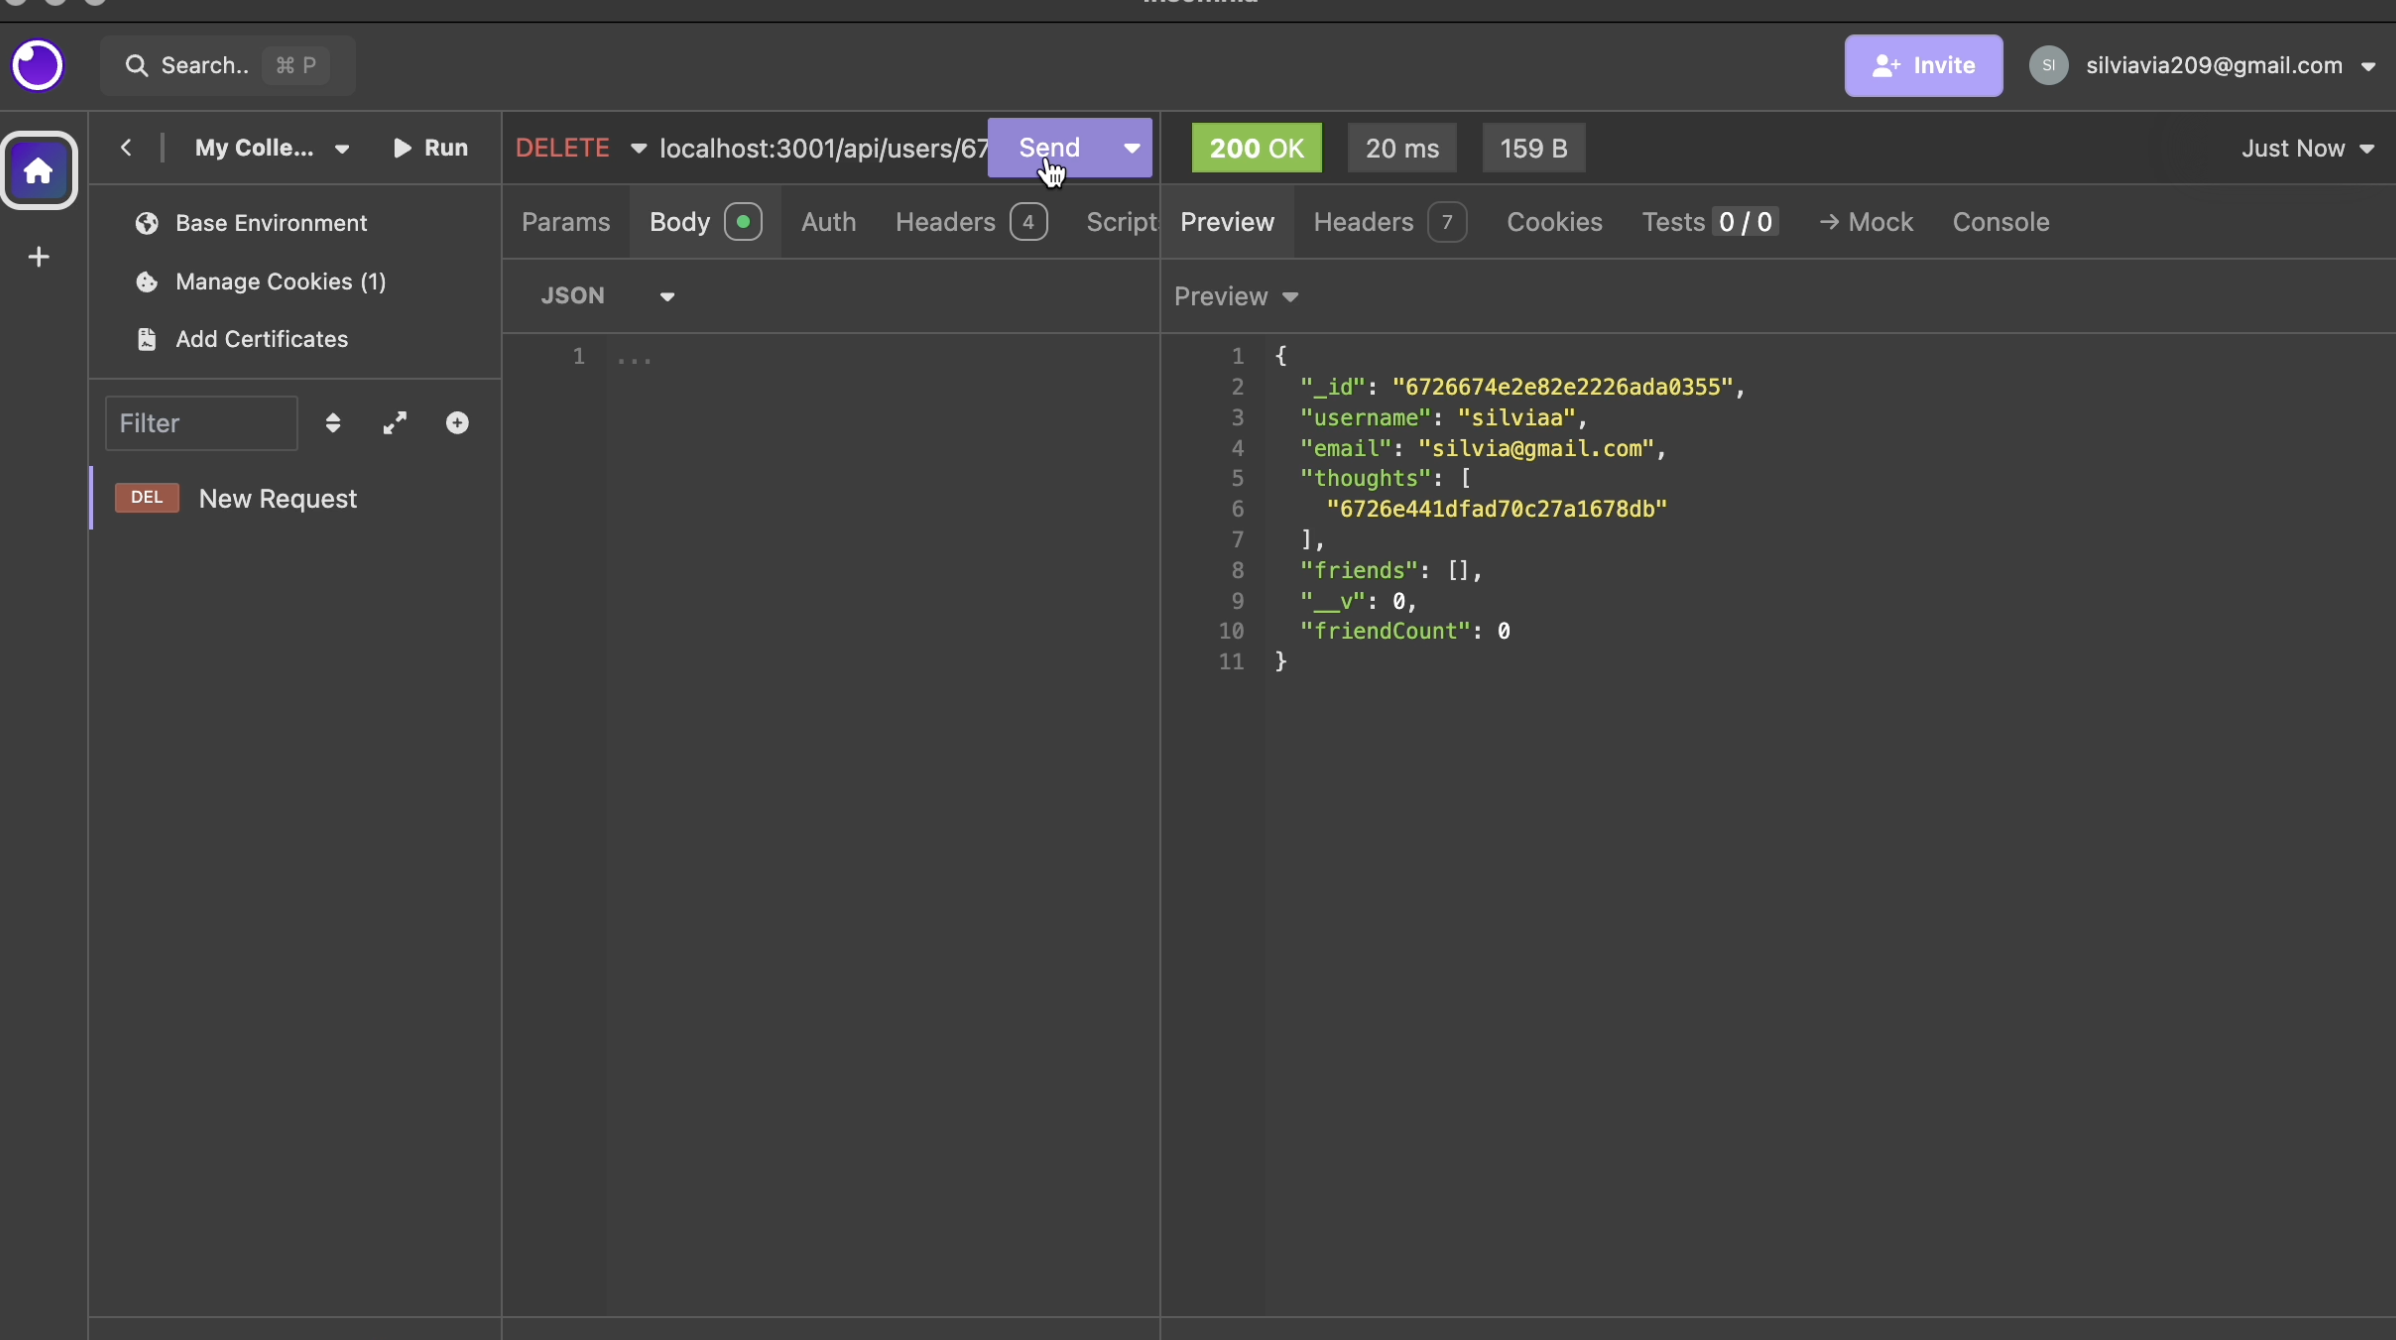 Search.. ⌘ P
Invite SI silviavia209@gmail.com
My Colle... Run
DELETE localhost:3001/api/users/67 Send
200 OK 20 ms 159 B Just Now
Base Environment
Manage Cookies (1)
Add Certificates
Filter
DEL New Request
Params Body Auth Headers 4 Script
JSON
1 ...
Preview Headers 7 Cookies Tests 0 / 0 → Mock Console
Preview
1 {
2 "_id": "6726674e2e82e2226ada0355",
3 "username": "silviaa",
4 "email": "silvia@gmail.com",
5 "thoughts": [
6 "6726e441dfad70c27a1678db"
7 ],
8 "friends": [],
9 "__v": 0,
10 "friendCount": 0
11 }